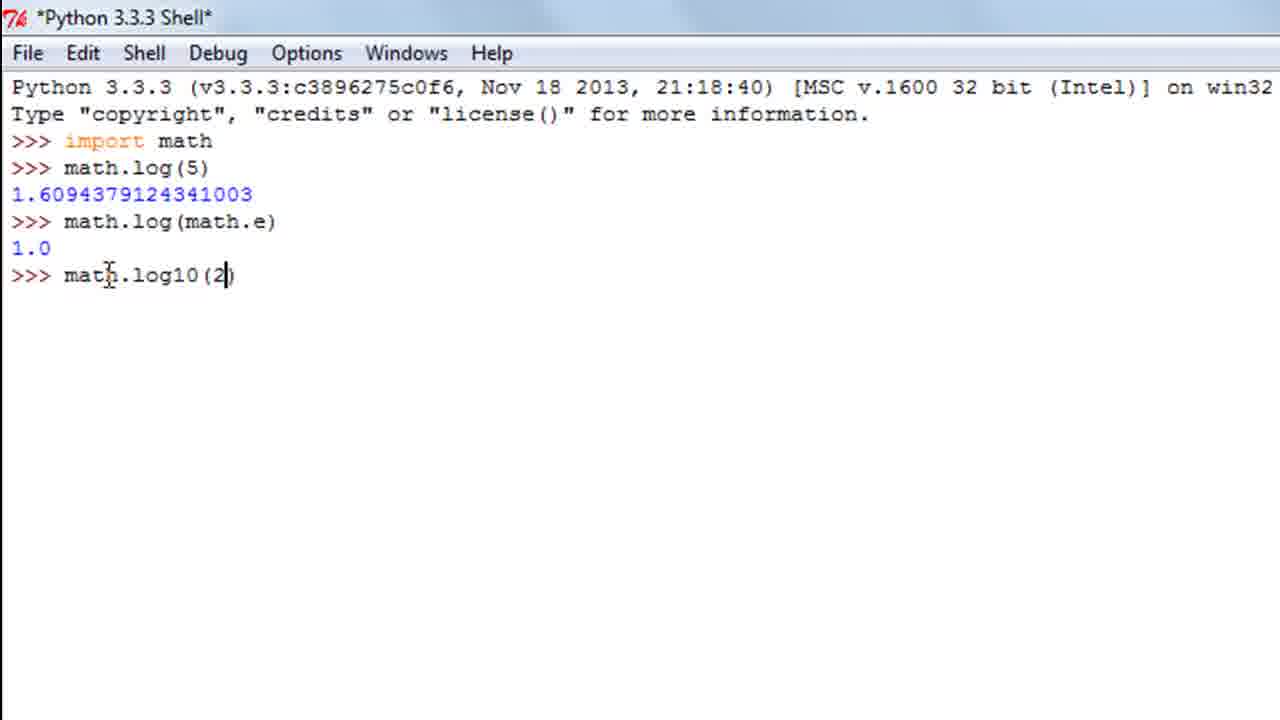 *Python 3.3.3 Shell*
File Edit Shell Debug Options Windows Help
Python 3.3.3 (v3.3.3:c3896275c0f6, Nov 18 2013, 21:18:40) [MSC v.1600 32 bit (Intel)] on win32
Type "copyright", "credits" or "license()" for more information.
>>> import math
>>> math.log(5)
1.6094379124341003
>>> math.log(math.e)
1.0
>>> math.log10(2)